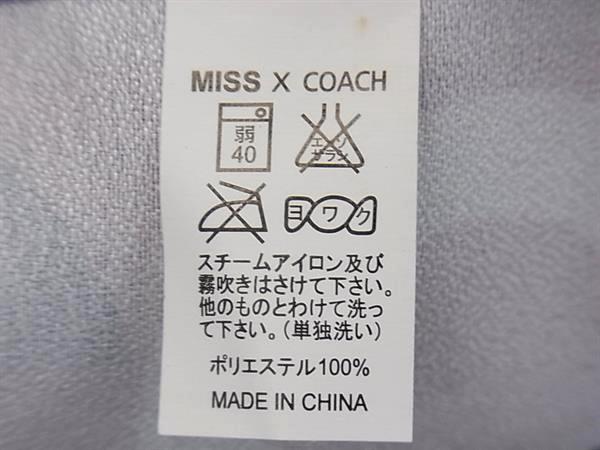 MISS X COACH
弱
40
エンソ
サラシ
ヨワク
スチームアイロン及び
霧吹きはさけて下さい。
他のものとわけて洗っ
て下さい。(単独洗い)
ポリエステル100%
MADE IN CHINA